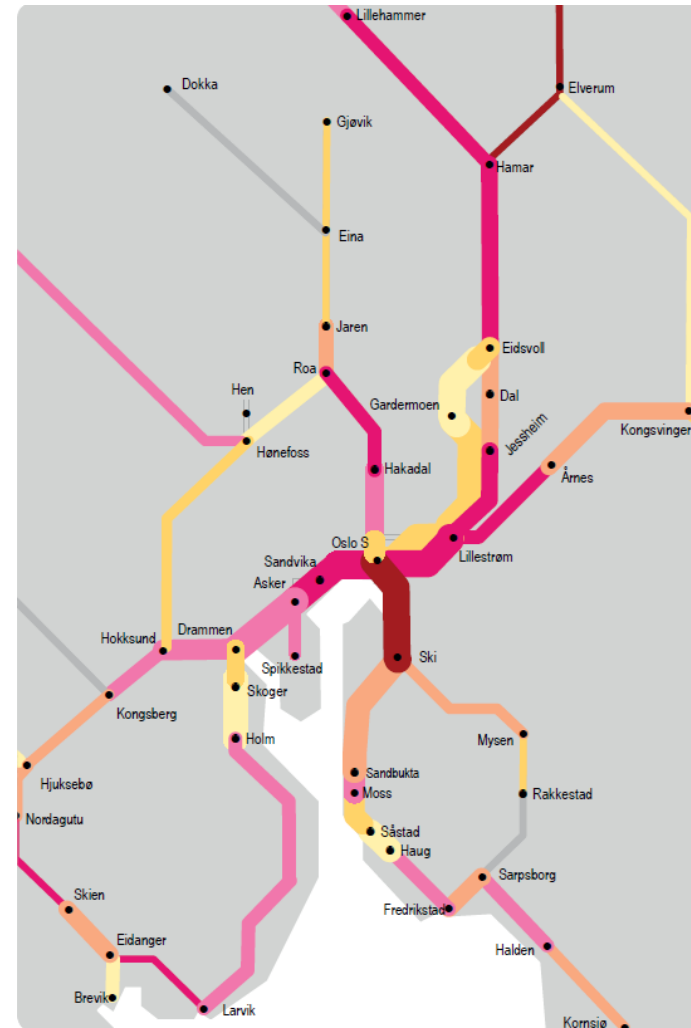 Lillehammer
Dokka
Elverum
Gjøvik
Hamar
Eina
Jaren
Eidsvoll
Roa
Hen
Dal
Gardermoen
Kongsvinger
Jessheim
Hønefoss
Hakadal
Årnes
Oslo S
Sandvika
Lillestrøm
Asker
Drammen
Hokksund
Ski
Spikkestad
Skoger
Kongsberg
Holm
Mysen
Hjuksebø
Sandbukta
Moss
Rakkestad
Nordagutu
Såstad
Haug
Sarpsborg
Skien
Fredrikstad
Eidanger
Halden
Brevik
Larvik
Kornsjø